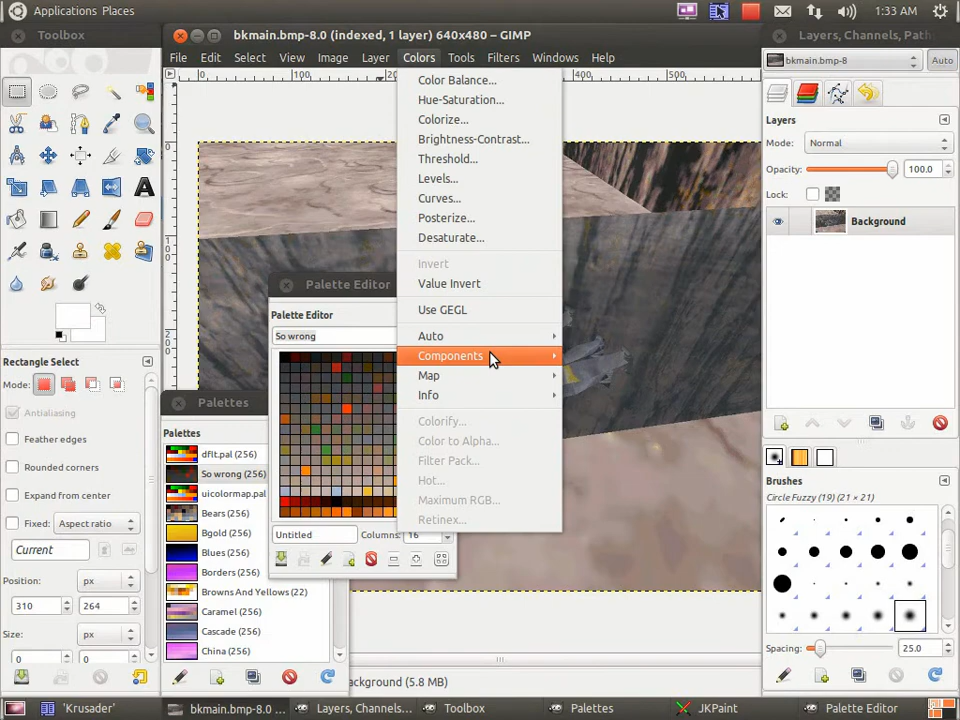 Applications Places
1:33 AM
Toolbox
bkmain.bmp-8.0 (indexed, 1 layer) 640x480 – GIMP
Layers, Channels, Path
File Edit Select View Image Layer Colors Tools Filters Windows Help
bkmain.bmp-8
Auto
0
100
500
0
100
200
Color Balance...
Hue-Saturation...
Colorize...
Brightness-Contrast...
Threshold...
Levels...
Curves...
Posterize...
Desaturate...
Invert
Value Invert
Use GEGL
Auto
Components
Map
Info
Colorify...
Color to Alpha...
Filter Pack...
Hot...
Maximum RGB...
Retinex...
Layers
Mode: Normal
Opacity: 100.0
Lock:
Background
Brushes
Circle Fuzzy (19) (21 × 21)
Spacing: 25.0
Rectangle Select
Mode:
Antialiasing
Feather edges
Rounded corners
Expand from center
Fixed: Aspect ratio
Current
Position: px
310 264
Size: px
0 0
Palette Editor
Palette Editor
So wrong
Untitled Columns: 16
Palettes
Palettes
dflt.pal (256)
So wrong (256)
uicolormap.pal
Bears (256)
Bgold (256)
Blues (256)
Borders (256)
Browns And Yellows (22)
Caramel (256)
Cascade (256)
China (256)
ackground (5.8 MB)
'Krusader'
bkmain.bmp-8.0 ...
Layers, Channels...
Toolbox
Palettes
JKPaint
Palette Editor